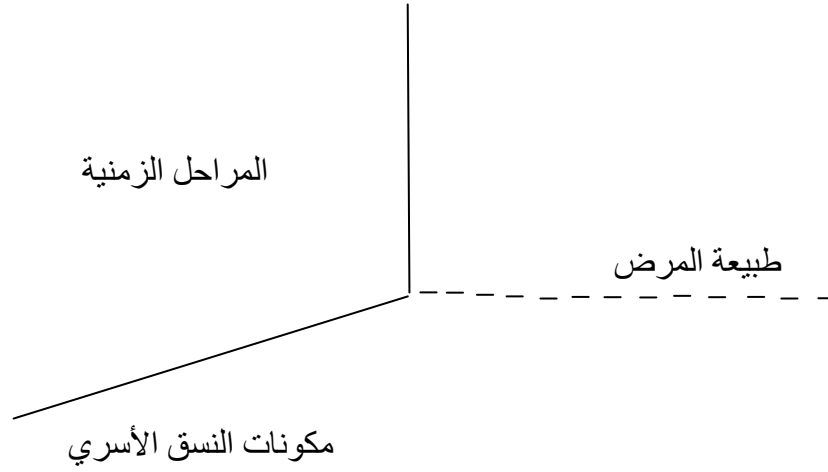 المراحل الزمنية
طبيعة المرض
مكونات النسق الأسري